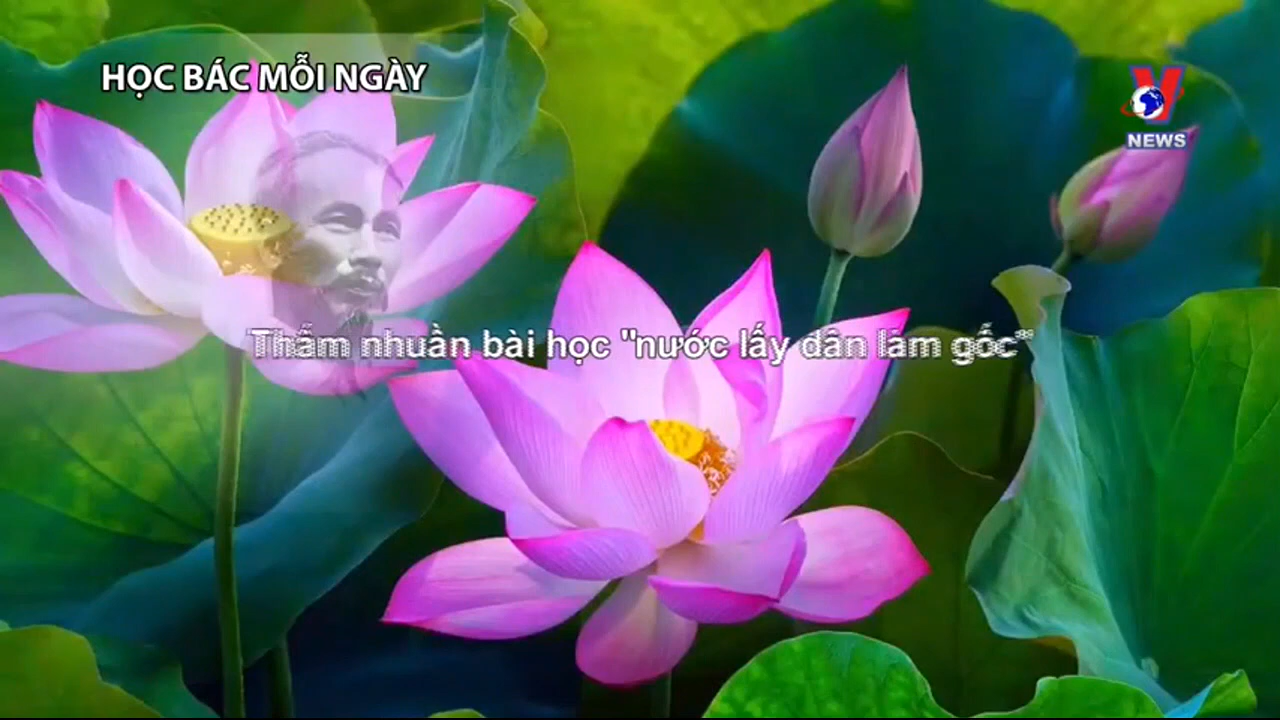 HỌC BÁC MỖI NGÀY
NEWS
Thấm nhuần bài học "nước lấy dân làm gốc"